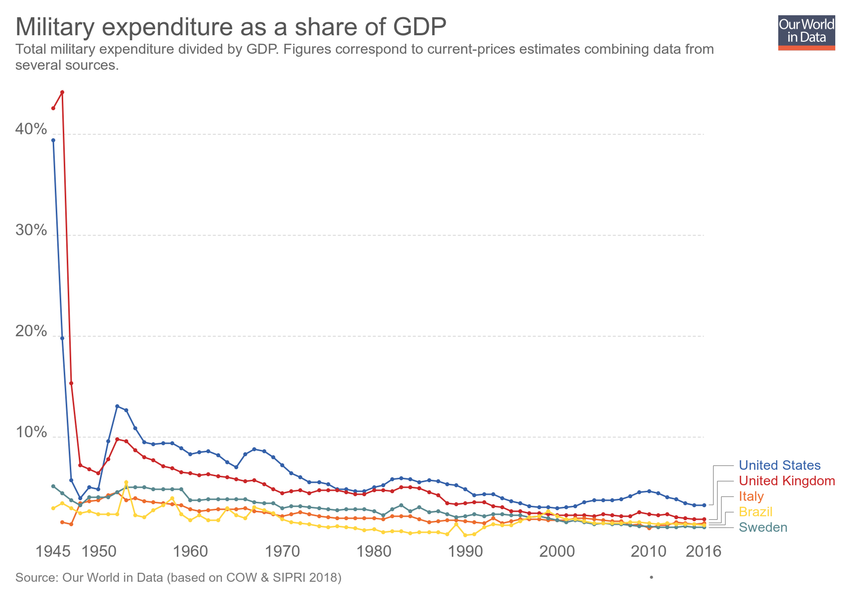 Military expenditure as a share of GDP
Our World
in Data
Total military expenditure divided by GDP. Figures correspond to current-prices estimates combining data from
several sources.
40%
30%
20%
10%
United States
United Kingdom
Italy
Brazil
Sweden
1945 1950 1960 1970 1980 1990 2000 2010 2016
Source: Our World in Data (based on COW & SIPRI 2018)